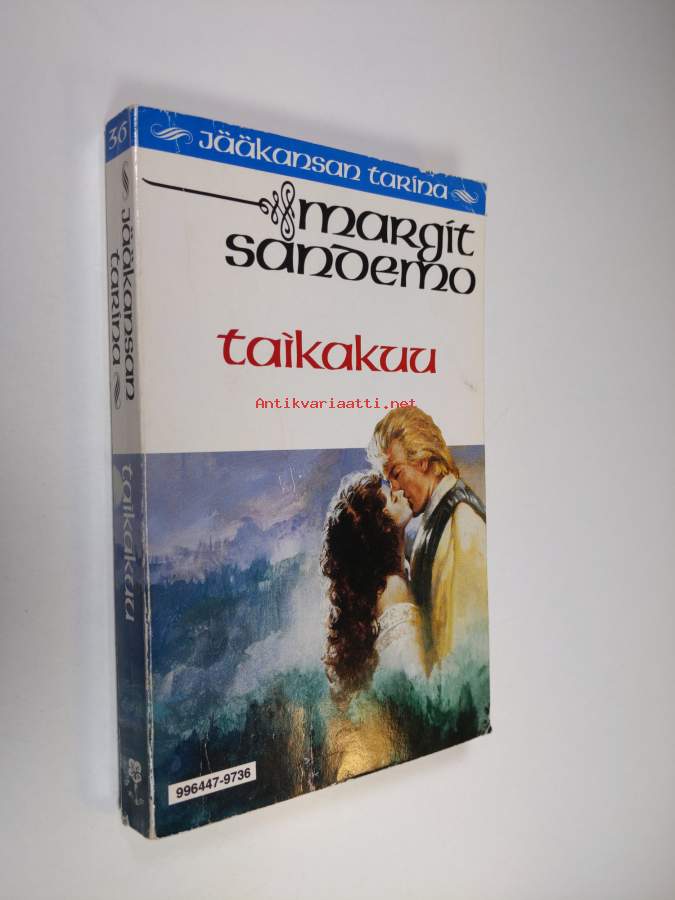 36
Jääkansan tarina
Jääkansan tarina
margit
sandemo
taikakuu
taikakuu
Antikvariaatti.net
996447-9736